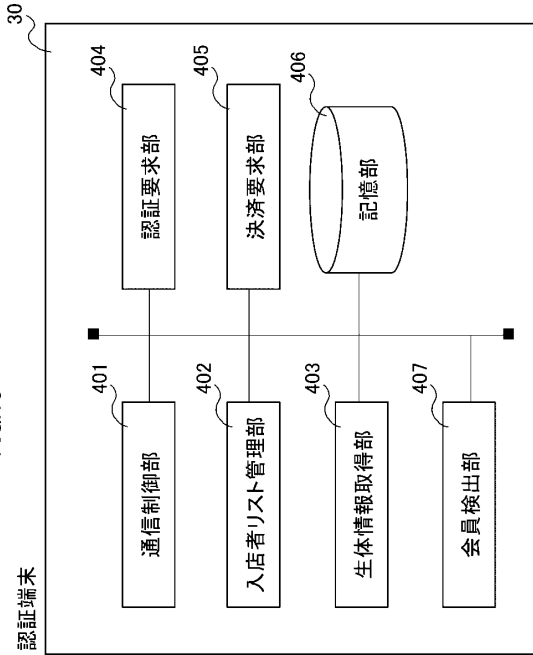 認証端末
30
401
通信制御部
402
入店者リスト管理部
403
生体情報取得部
407
会員検出部
404
認証要求部
405
決済要求部
406
記憶部